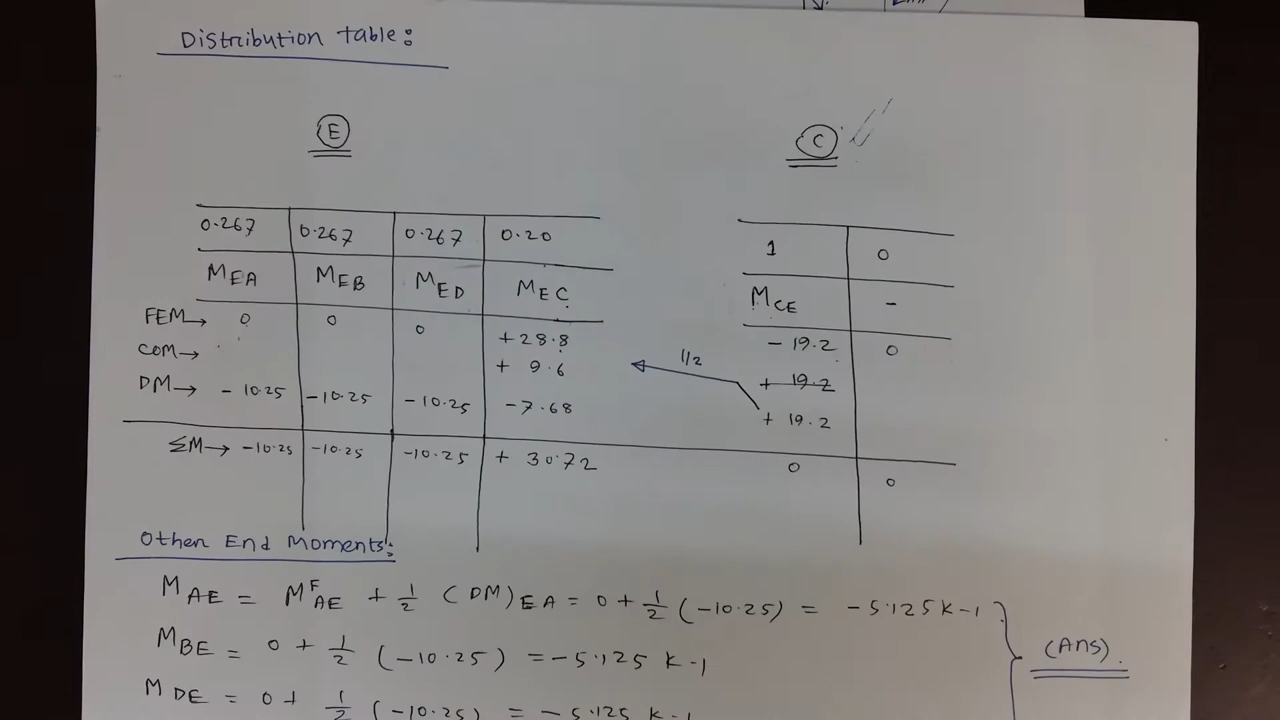 Distribution table:
E
C
0.267 0.267 0.267 0.20
1 0
MEA MEB MED MEC
MCE -
FEM→ 0 0 0 +28.8
- 19.2 0
COM→ + 9.6
1/2
+ 19.2
DM→ - 10.25 -10.25 -10.25 -7.68
+ 19.2
ΣM→ -10.25 -10.25 -10.25 + 30.72
0 0
Other End Moments:
MAE = MFAE + 1/2 (DM)EA = 0 + 1/2 (-10.25) = -5.125 K-1
MBE = 0 + 1/2 (-10.25) = -5.125 K-1
(Ans).
MDE = 0 + 1/2 (-10.25) = -5.125 K-1